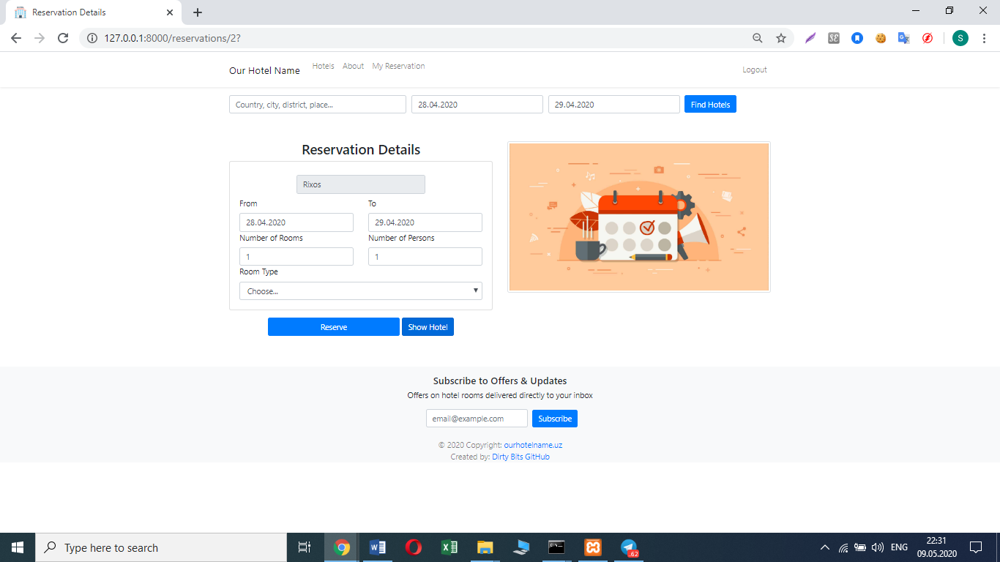 Reservation Details
127.0.0.1:8000/reservations/2?
S
Our Hotel Name Hotels About My Reservation Logout
Country, city, district, place... 28.04.2020 29.04.2020 Find Hotels
Reservation Details
Rixos
From To
28.04.2020 29.04.2020
Number of Rooms Number of Persons
1 1
Room Type
Choose...
Reserve Show Hotel
Subscribe to Offers & Updates
Offers on hotel rooms delivered directly to your inbox
email@example.com Subscribe
© 2020 Copyright: ourhotelname.uz
Created by: Dirty Bits GitHub
Type here to search
.62
ENG
22:31
09.05.2020